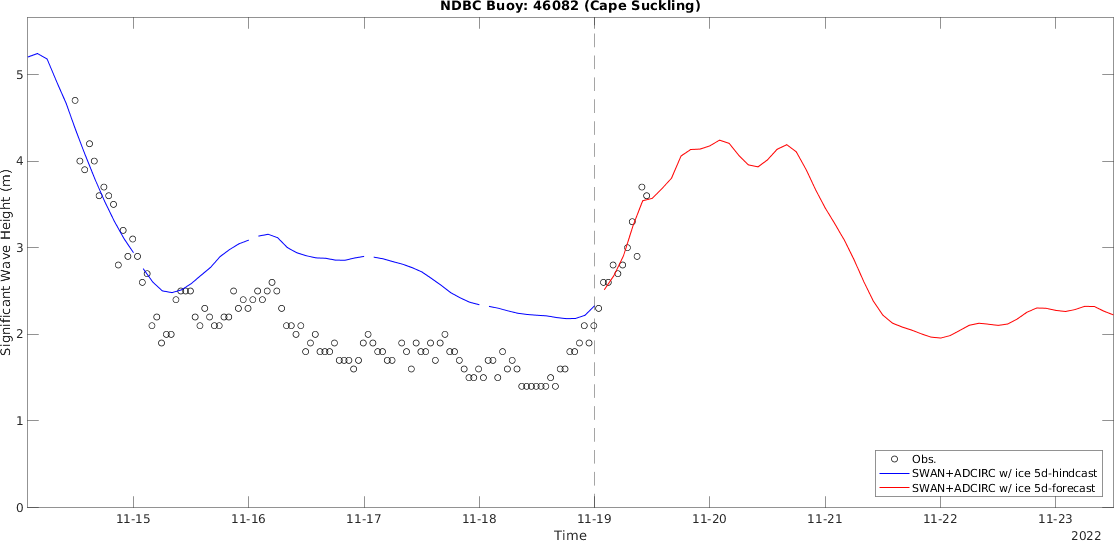 NDBC Buoy: 46082 (Cape Suckling)
Significant Wave Height (m)
5
4
3
2
1
0
Obs.
SWAN+ADCIRC w/ ice 5d-hindcast
SWAN+ADCIRC w/ ice 5d-forecast
11-15 11-16 11-17 11-18 11-19 11-20 11-21 11-22 11-23
Time
2022